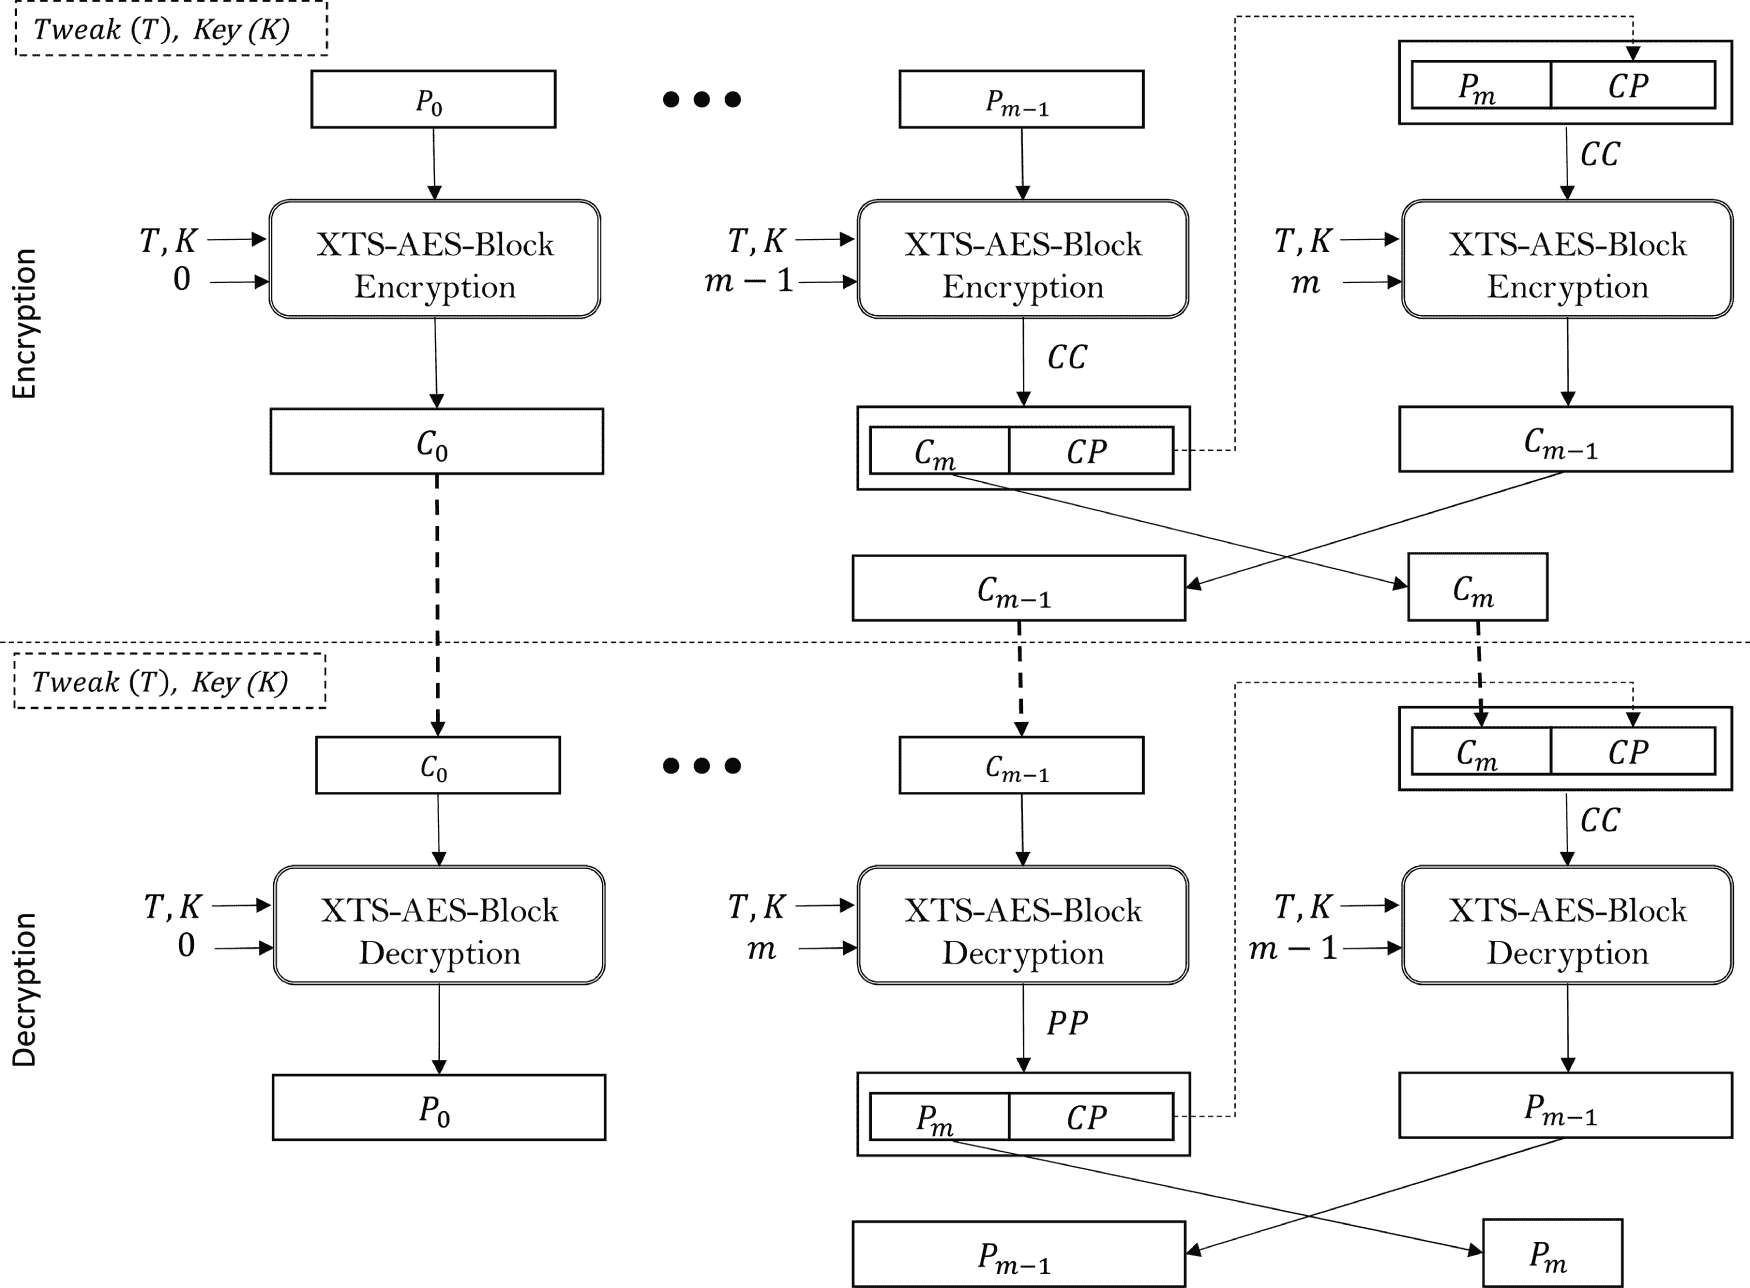 Tweak (T), Key (K)
P₀
P_{m−1}
P_m CP
CC
Encryption
T, K
0
XTS-AES-Block
Encryption
T, K
m − 1
XTS-AES-Block
Encryption
T, K
m
XTS-AES-Block
Encryption
CC
C₀
C_m CP
C_{m−1}
C_{m−1}
C_m
Tweak (T), Key (K)
C₀
C_{m−1}
C_m CP
CC
Decryption
T, K
0
XTS-AES-Block
Decryption
T, K
m
XTS-AES-Block
Decryption
T, K
m − 1
XTS-AES-Block
Decryption
PP
P₀
P_m CP
P_{m−1}
P_{m−1}
P_m